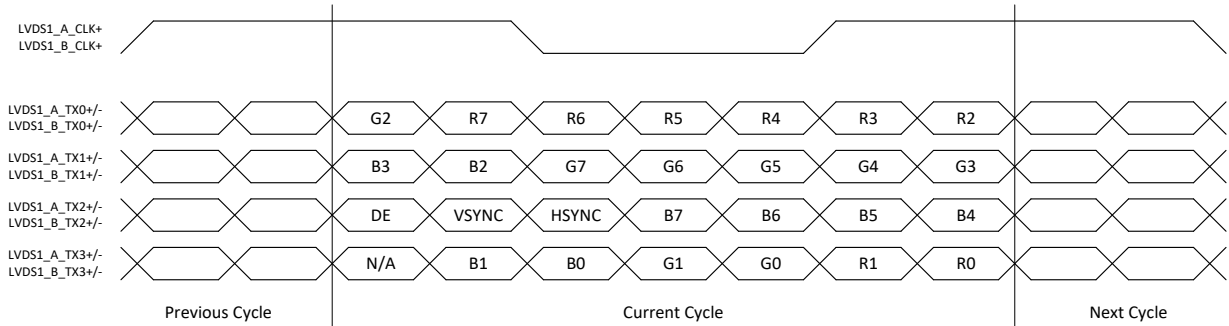 LVDS1_A_CLK+
LVDS1_B_CLK+
LVDS1_A_TX0+/-
LVDS1_B_TX0+/-
G2 R7 R6 R5 R4 R3 R2
LVDS1_A_TX1+/-
LVDS1_B_TX1+/-
B3 B2 G7 G6 G5 G4 G3
LVDS1_A_TX2+/-
LVDS1_B_TX2+/-
DE VSYNC HSYNC B7 B6 B5 B4
LVDS1_A_TX3+/-
LVDS1_B_TX3+/-
N/A B1 B0 G1 G0 R1 R0
Previous Cycle Current Cycle Next Cycle